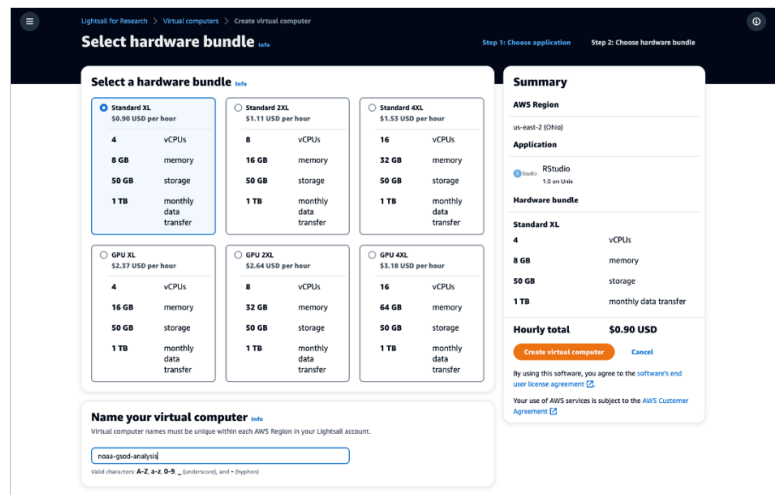 Lightsail for Research > Virtual computers > Create virtual computer
Select hardware bundle Info
Step 1: Choose application
Step 2: Choose hardware bundle
Select a hardware bundle Info
Standard XL
$0.90 USD per hour
4 vCPUs
8 GB memory
50 GB storage
1 TB monthly
data
transfer
Standard 2XL
$1.11 USD per hour
8 vCPUs
16 GB memory
50 GB storage
1 TB monthly
data
transfer
Standard 4XL
$1.53 USD per hour
16 vCPUs
32 GB memory
50 GB storage
1 TB monthly
data
transfer
GPU XL
$2.37 USD per hour
4 vCPUs
16 GB memory
50 GB storage
1 TB monthly
data
transfer
GPU 2XL
$2.64 USD per hour
8 vCPUs
32 GB memory
50 GB storage
1 TB monthly
data
transfer
GPU 4XL
$3.18 USD per hour
16 vCPUs
64 GB memory
50 GB storage
1 TB monthly
data
transfer
Name your virtual computer Info
Virtual computer names must be unique within each AWS Region in your Lightsail account.
noaa-gsod-analysis
Valid characters: A-Z, a-z, 0-9, _ (underscore), and - (hyphen)
Summary
AWS Region
us-east-2 (Ohio)
Application
R Studio
RStudio
1.0 on Unix
Hardware bundle
Standard XL
4 vCPUs
8 GB memory
50 GB storage
1 TB monthly data transfer
Hourly total $0.90 USD
Create virtual computer
Cancel
By using this software, you agree to the software's end
user license agreement
Your use of AWS services is subject to the AWS Customer
Agreement